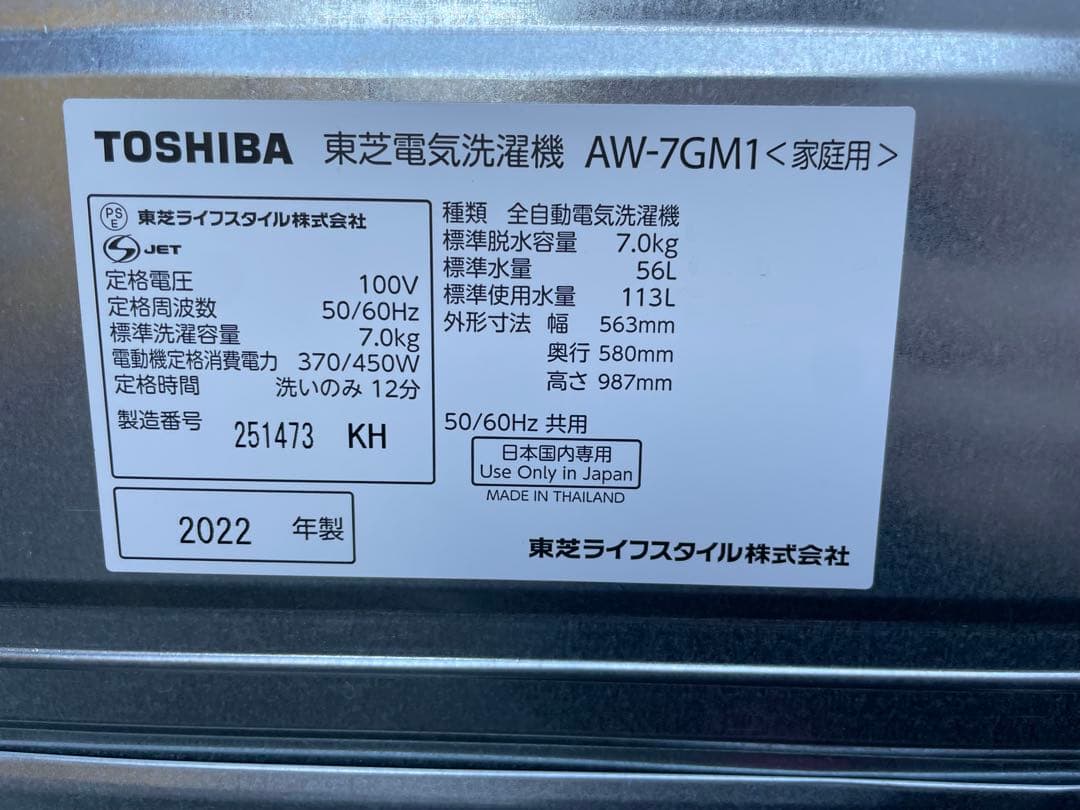 TOSHIBA 東芝電気洗濯機 AW-7GM1<家庭用>
PSE 東芝ライフスタイル株式会社
S JET
定格電圧 100V
定格周波数 50/60Hz
標準洗濯容量 7.0kg
電動機定格消費電力 370/450W
定格時間 洗いのみ 12分
製造番号 251473 KH
2022 年製
種類 全自動電気洗濯機
標準脱水容量 7.0kg
標準水量 56L
標準使用水量 113L
外形寸法 幅 563mm
奥行 580mm
高さ 987mm
50/60Hz 共用
日本国内専用
Use Only in Japan
MADE IN THAILAND
東芝ライフスタイル株式会社